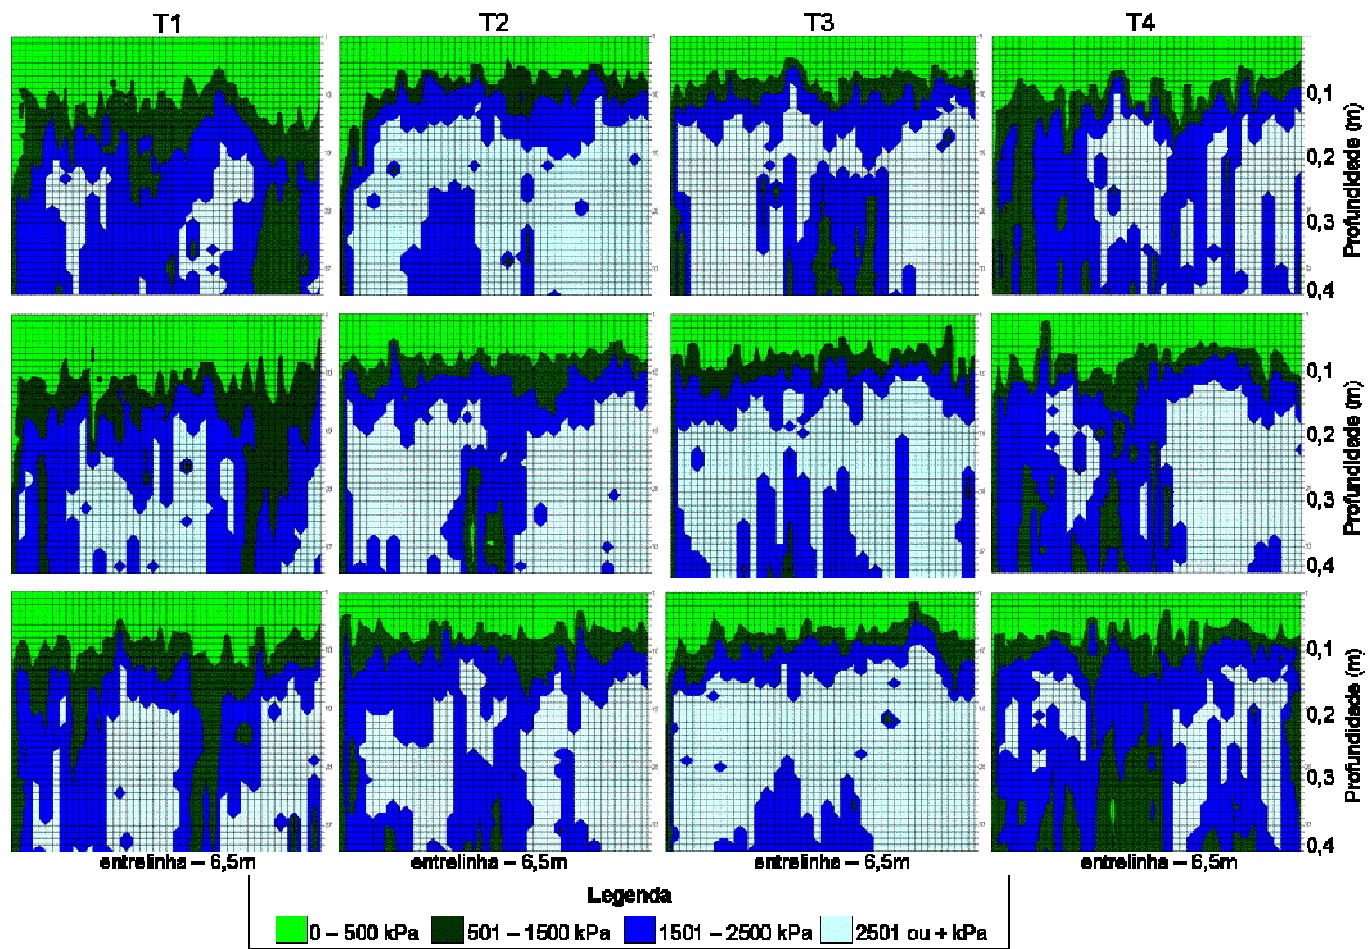 T1 T2 T3 T4
0,1
0,2
0,3
0,4
Profundidade (m)
0,1
0,2
0,3
0,4
Profundidade (m)
0,1
0,2
0,3
0,4
Profundidade (m)
entrelinha – 6,5m entrelinha – 6,5m entrelinha – 6,5m entrelinha – 6,5m
Legenda
0 – 500 kPa 501 – 1500 kPa 1501 – 2500 kPa 2501 ou + kPa